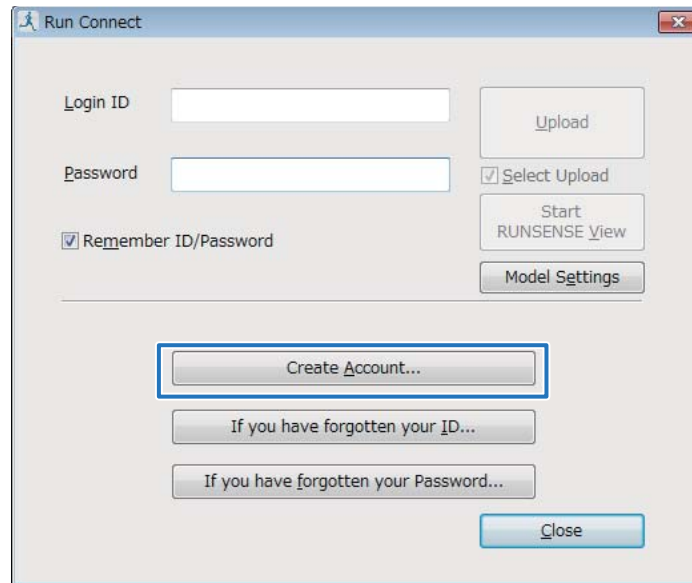 Run Connect
Login ID
Upload
Password
Select Upload
Start
RUNSENSE View
Remember ID/Password
Model Settings
Create Account...
If you have forgotten your ID...
If you have forgotten your Password...
Close